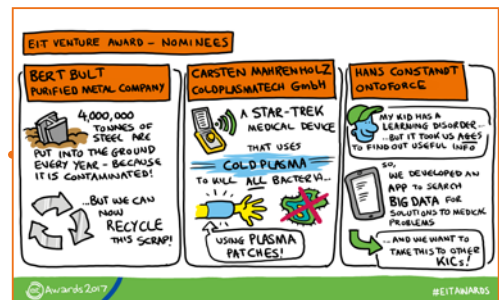 EIT VENTURE AWARD – NOMINEES
BERT BULT
PURIFIED METAL COMPANY
4,000,000
TONNES OF
STEEL ARE
PUT INTO THE GROUND
EVERY YEAR – BECAUSE
IT IS CONTAMINATED!
...BUT WE CAN
NOW
RECYCLE
THIS SCRAP!
CARSTEN MAHRENHOLZ
COLDPLASMATECH GmbH
A STAR-TREK
MEDICAL DEVICE
THAT USES
COLD PLASMA
TO KILL ALL BACTERIA...
USING PLASMA
PATCHES!
HANS CONSTANDT
ONTOFORCE
MY KID HAS A
LEARNING DISORDER...
...BUT IT TOOK US AGES
TO FIND OUT USEFUL INFO
SO,
WE DEVELOPED AN
APP TO SEARCH
BIG DATA FOR
SOLUTIONS TO MEDICAL
PROBLEMS
...AND WE WANT TO
TAKE THIS TO OTHER
KICs!
Awards 2017
#EITAWARDS